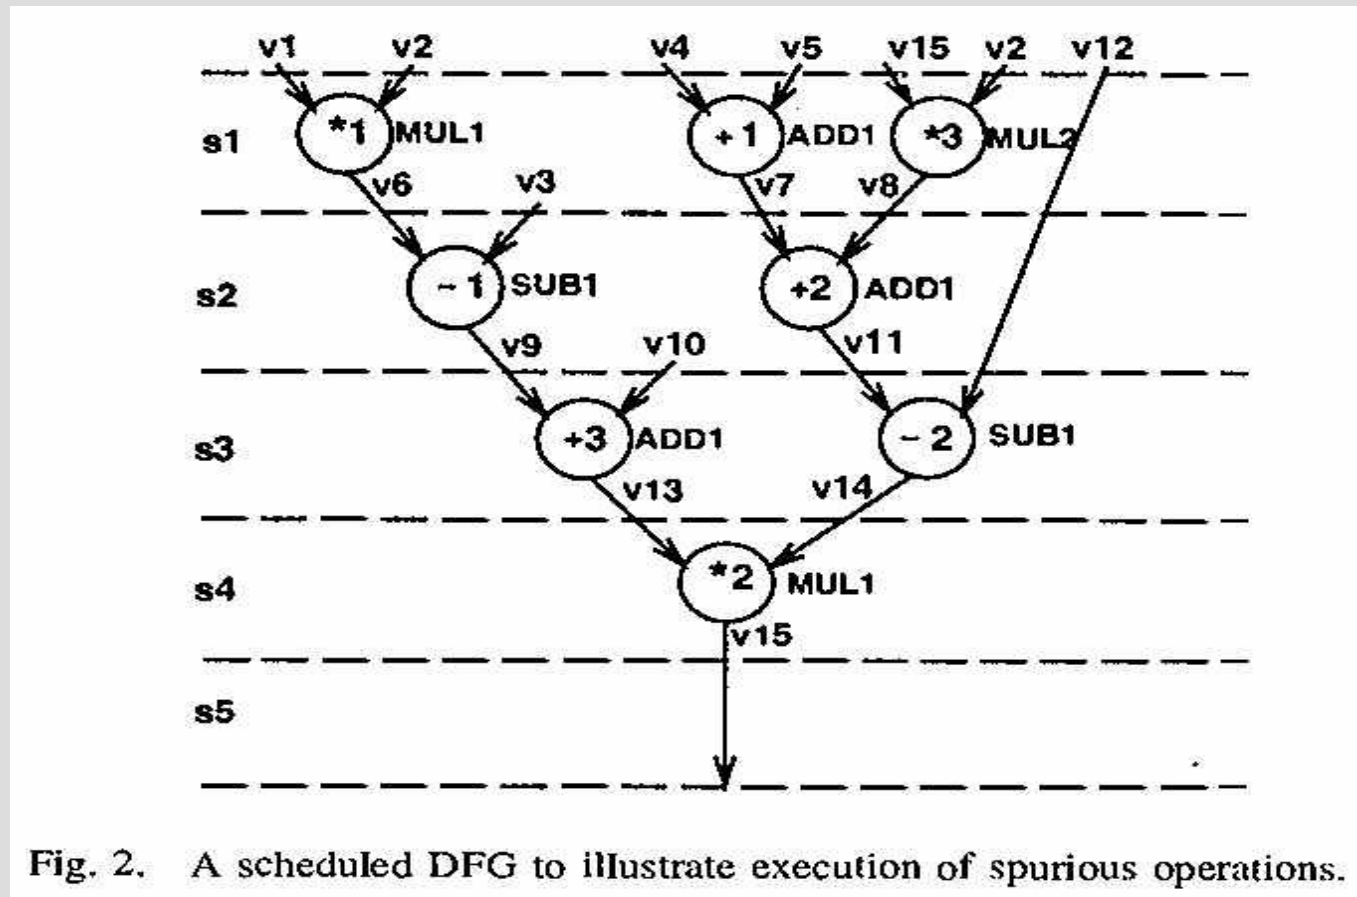 v1 v2 v4 v5 v15 v2 v12
s1 *1 MUL1 +1 ADD1 *3 MUL2
v6 v3 v7 v8
s2 -1 SUB1 +2 ADD1
v9 v10 v11
s3 +3 ADD1 -2 SUB1
v13 v14
s4 *2 MUL1
v15
s5
Fig. 2. A scheduled DFG to illustrate execution of spurious operations.